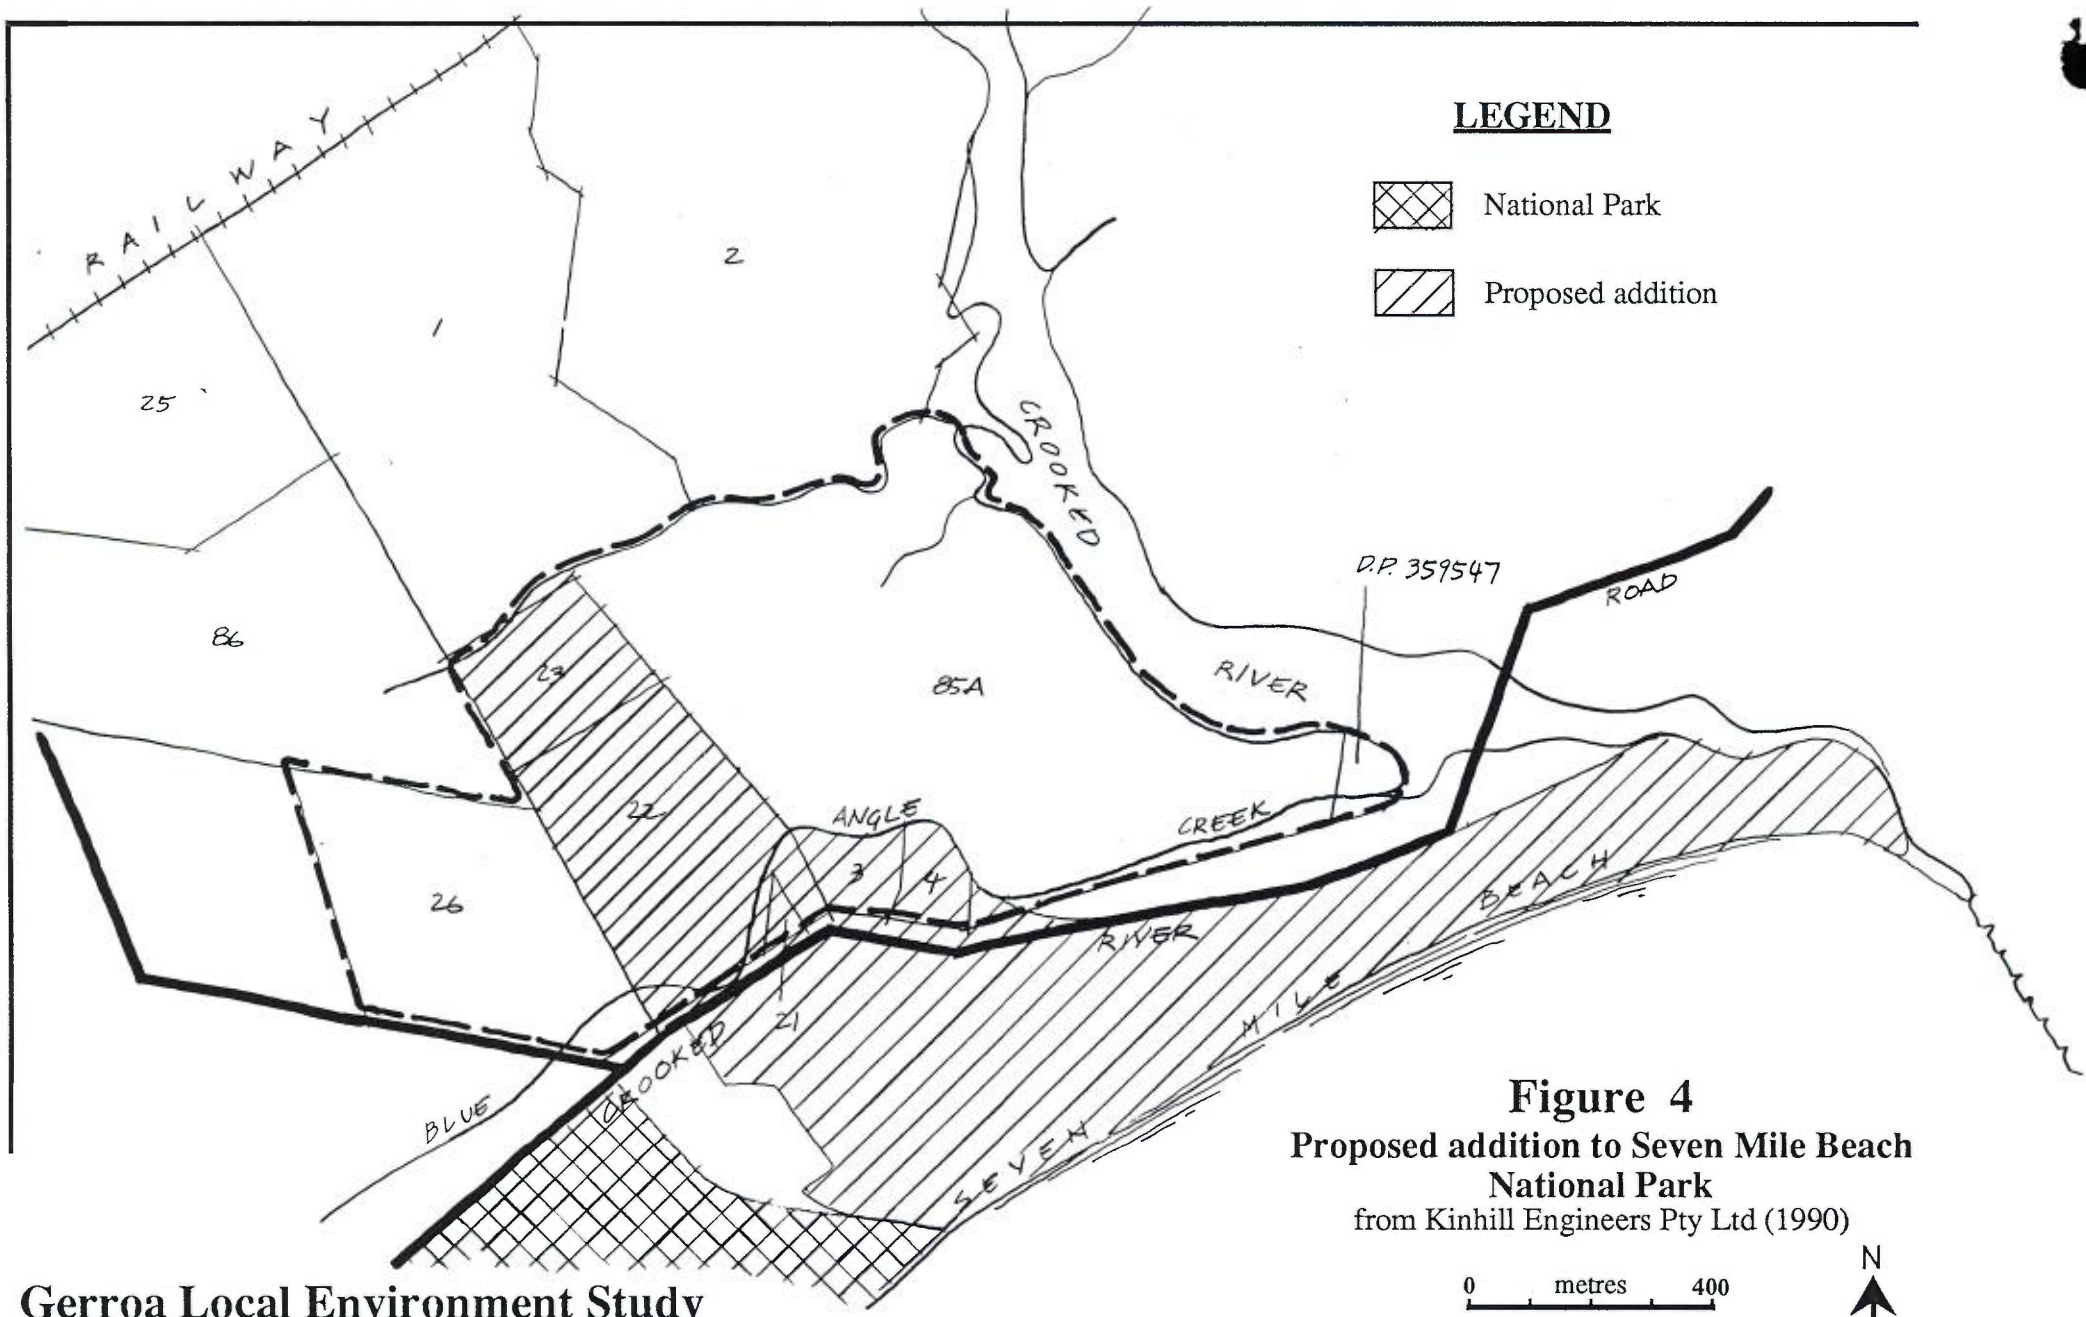 LEGEND
National Park
Proposed addition
RAILWAY
2
1
25
CROOKED
RIVER
D.P. 359547
ROAD
86
23
85A
22
ANGLE
CREEK
3
4
26
BEACH
RIVER
MILE
21
CROOKED
BLUE
SEVEN
Figure 4
Proposed addition to Seven Mile Beach
National Park
from Kinhill Engineers Pty Ltd (1990)
N
0 metres 400
Gerroa Local Environment Study